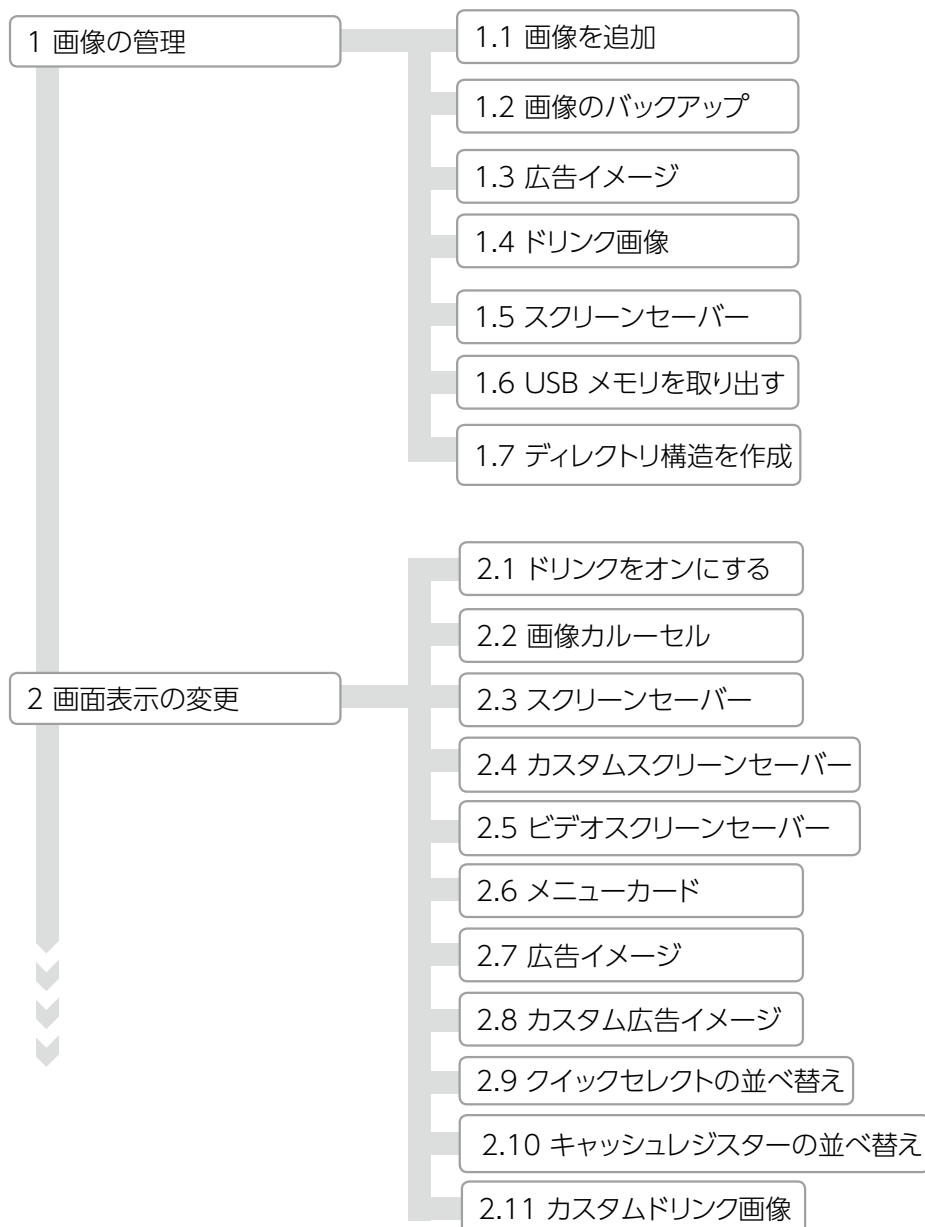 1 画像の管理
1.1 画像を追加
1.2 画像のバックアップ
1.3 広告イメージ
1.4 ドリンク画像
1.5 スクリーンセーバー
1.6 USB メモリを取り出す
1.7 ディレクトリ構造を作成
2 画面表示の変更
2.1 ドリンクをオンにする
2.2 画像カルーセル
2.3 スクリーンセーバー
2.4 カスタムスクリーンセーバー
2.5 ビデオスクリーンセーバー
2.6 メニューカード
2.7 広告イメージ
2.8 カスタム広告イメージ
2.9 クイックセレクトの並べ替え
2.10 キャッシュレジスターの並べ替え
2.11 カスタムドリンク画像